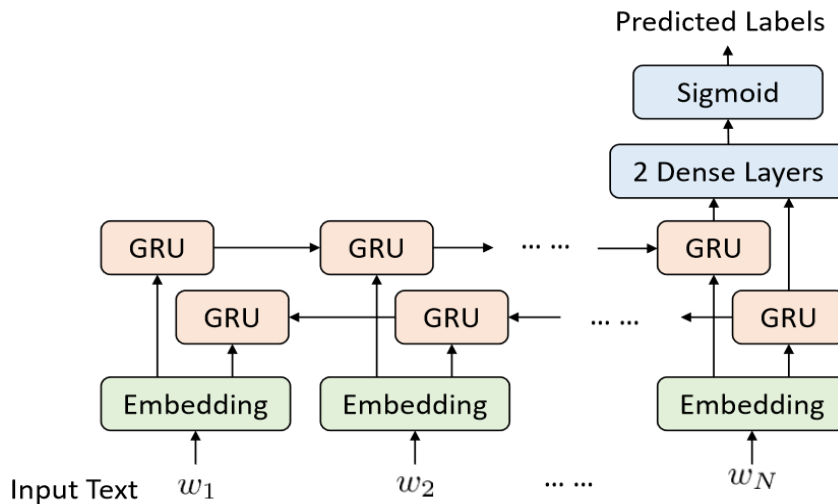 Predicted Labels
Sigmoid
2 Dense Layers
GRU GRU ... ... GRU
GRU GRU ... ... GRU
Embedding Embedding Embedding
Input Text w1 w2 ... ... wN